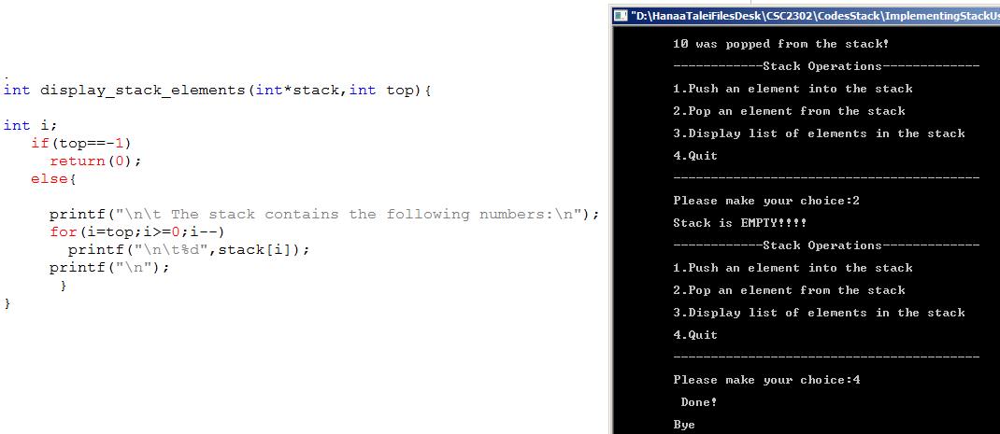 .
int display_stack_elements(int*stack,int top){
int i;
if(top==-1)
return(0);
else{
printf("\n\t The stack contains the following numbers:\n");
for(i=top;i>=0;i--)
printf("\n\t%d",stack[i]);
printf("\n");
}
}
"D:\HanaaTaleiFilesDesk\CSC2302\CodesStack\ImplementingStackUs
10 was popped from the stack!
------------Stack Operations-------------
1.Push an element into the stack
2.Pop an element from the stack
3.Display list of elements in the stack
4.Quit
-----------------------------------------
Please make your choice:2
Stack is EMPTY!!!!
------------Stack Operations-------------
1.Push an element into the stack
2.Pop an element from the stack
3.Display list of elements in the stack
4.Quit
-----------------------------------------
Please make your choice:4
Done!
Bye